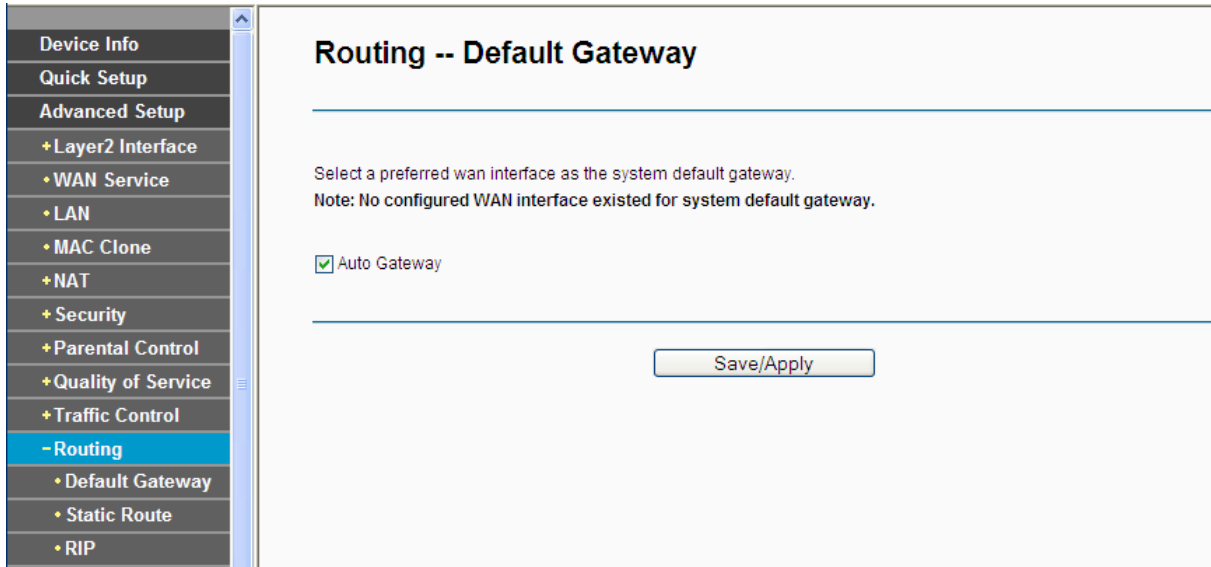 Device Info
Quick Setup
Advanced Setup
+Layer2 Interface
•WAN Service
•LAN
•MAC Clone
+NAT
+Security
+Parental Control
+Quality of Service
+Traffic Control
-Routing
•Default Gateway
•Static Route
•RIP
Routing -- Default Gateway
Select a preferred wan interface as the system default gateway.
Note: No configured WAN interface existed for system default gateway.
Auto Gateway
Save/Apply